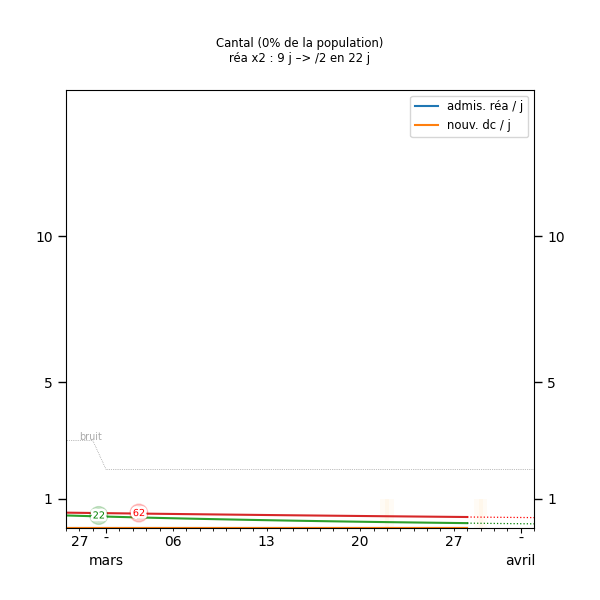 Cantal (0% de la population)
réa x2 : 9 j –> /2 en 22 j
admis. réa / j
nouv. dc / j
10 10
5 5
bruit
1 1
22 62
27 - 06 13 20 27 -
mars avril